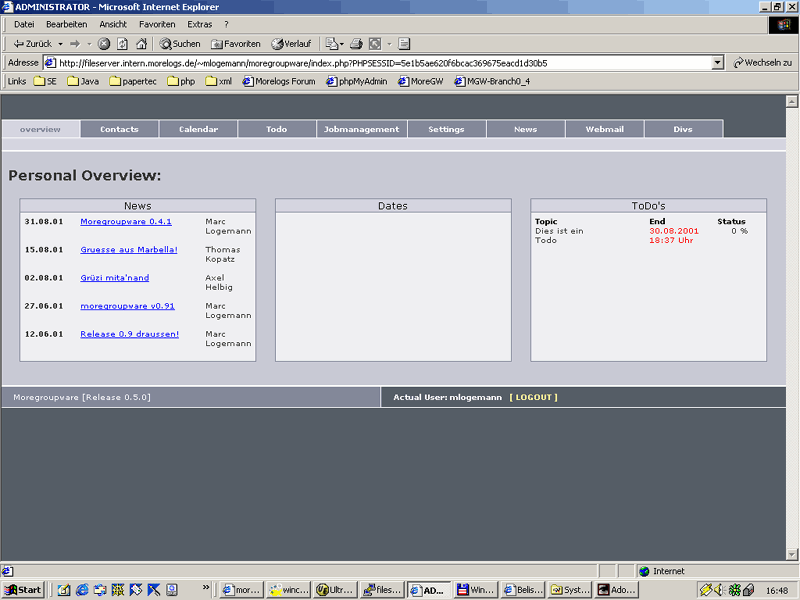 ADMINISTRATOR - Microsoft Internet Explorer
Datei Bearbeiten Ansicht Favoriten Extras ?
Zurück Suchen Favoriten Verlauf
Adresse http://fileserver.intern.morelogs.de/~mlogemann/moregroupware/index.php?PHPSESSID=5e1b5ae620f6bcac369675eacd1d30b5 Wechseln zu
Links SE Java papertec php xml Morelogs Forum phpMyAdmin MoreGW MGW-Branch0_4
overview Contacts Calendar Todo Jobmanagement Settings News Webmail Divs
Personal Overview:
News
31.08.01 Moregroupware 0.4.1 Marc
Logemann
15.08.01 Gruesse aus Marbella! Thomas
Kopatz
02.08.01 Grüzi mita'nand Axel
Helbig
27.06.01 moregroupware v0.91 Marc
Logemann
12.06.01 Release 0.9 draussen! Marc
Logemann
Dates
ToDo's
Topic End Status
Dies ist ein 30.08.2001 0 %
Todo 18:37 Uhr
Moregroupware [Release 0.5.0] Actual User: mlogemann [ LOGOUT ]
Internet
Start » mor... winc... Ultr... files... AD... Win... Belis... Syst... Ado... 16:48